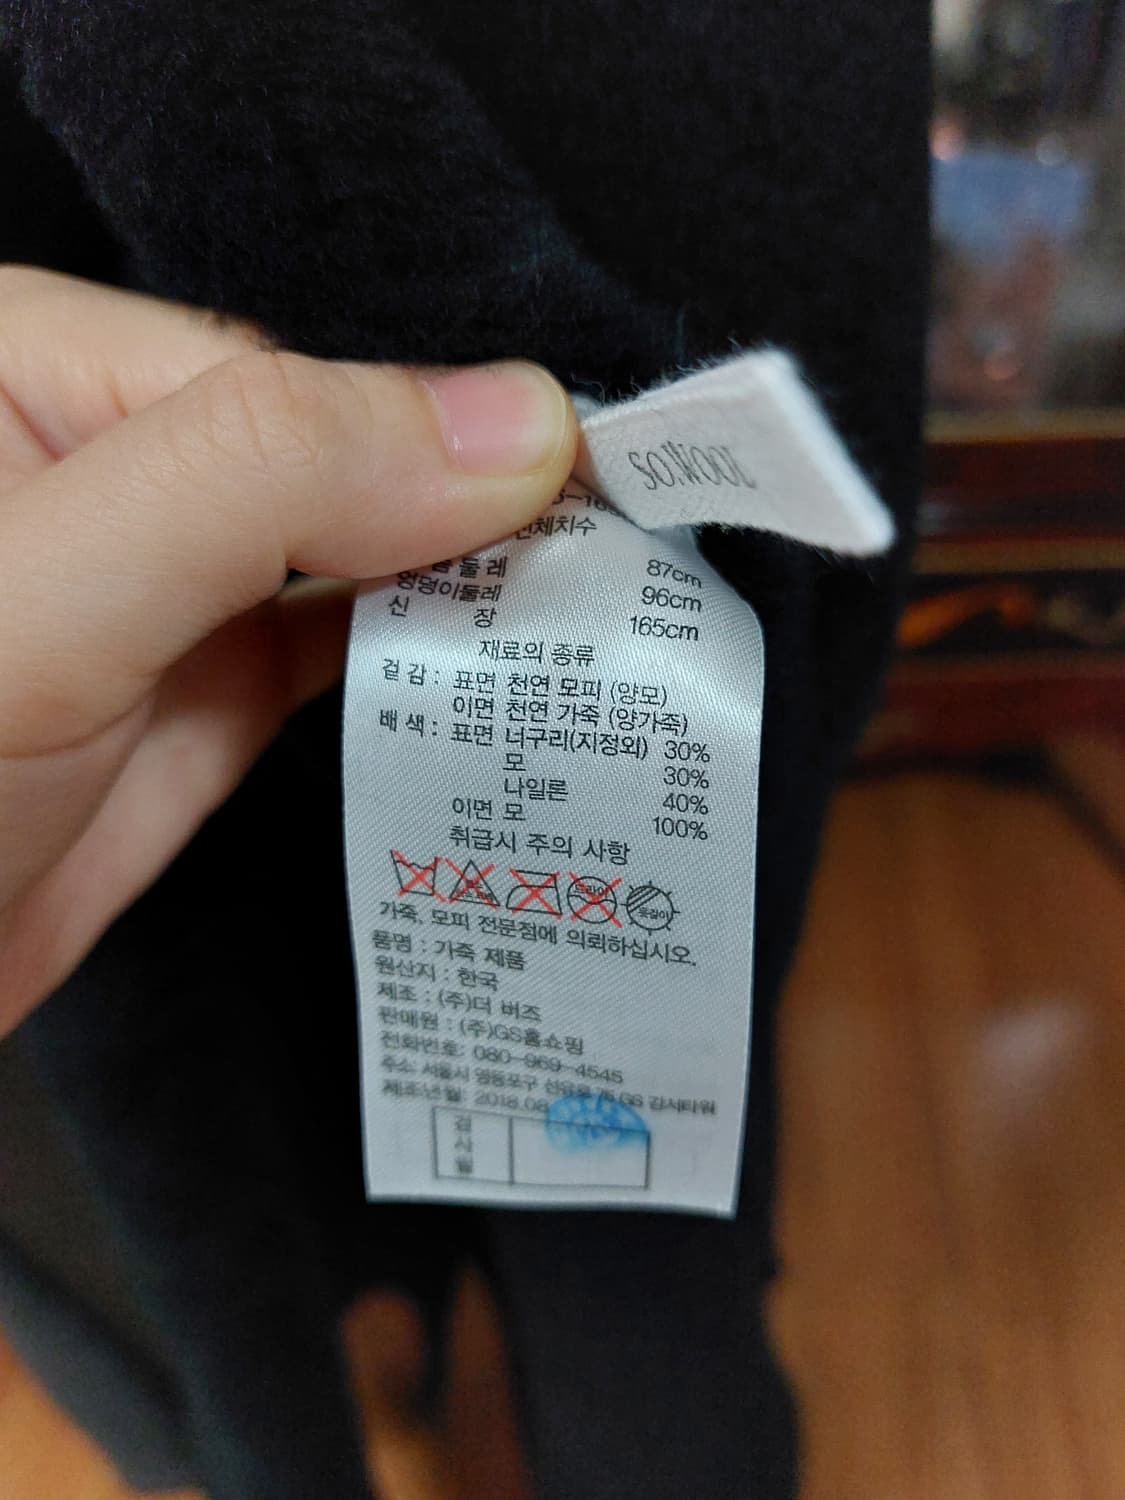 SO.WOOL
신체치수
둘레 87cm
엉덩이둘레 96cm
신 장 165cm
재료의 종류
겉 감 : 표면 천연 모피 (양모)
이면 천연 가죽 (양가죽)
배 색 : 표면 너구리(지정외) 30%
모 30%
나일론 40%
이면 모 100%
취급시 주의 사항
드라이
옷걸이
가죽, 모피 전문점에 의뢰하십시오.
품명 : 가죽 제품
원산지 : 한국
제조 : (주)더 버즈
판매원 : (주)GS홈쇼핑
전화번호: 080-969-4545
주소: 서울시 영등포구 선유로 75 GS 강서타워
제조년월: 2018.08
검사필